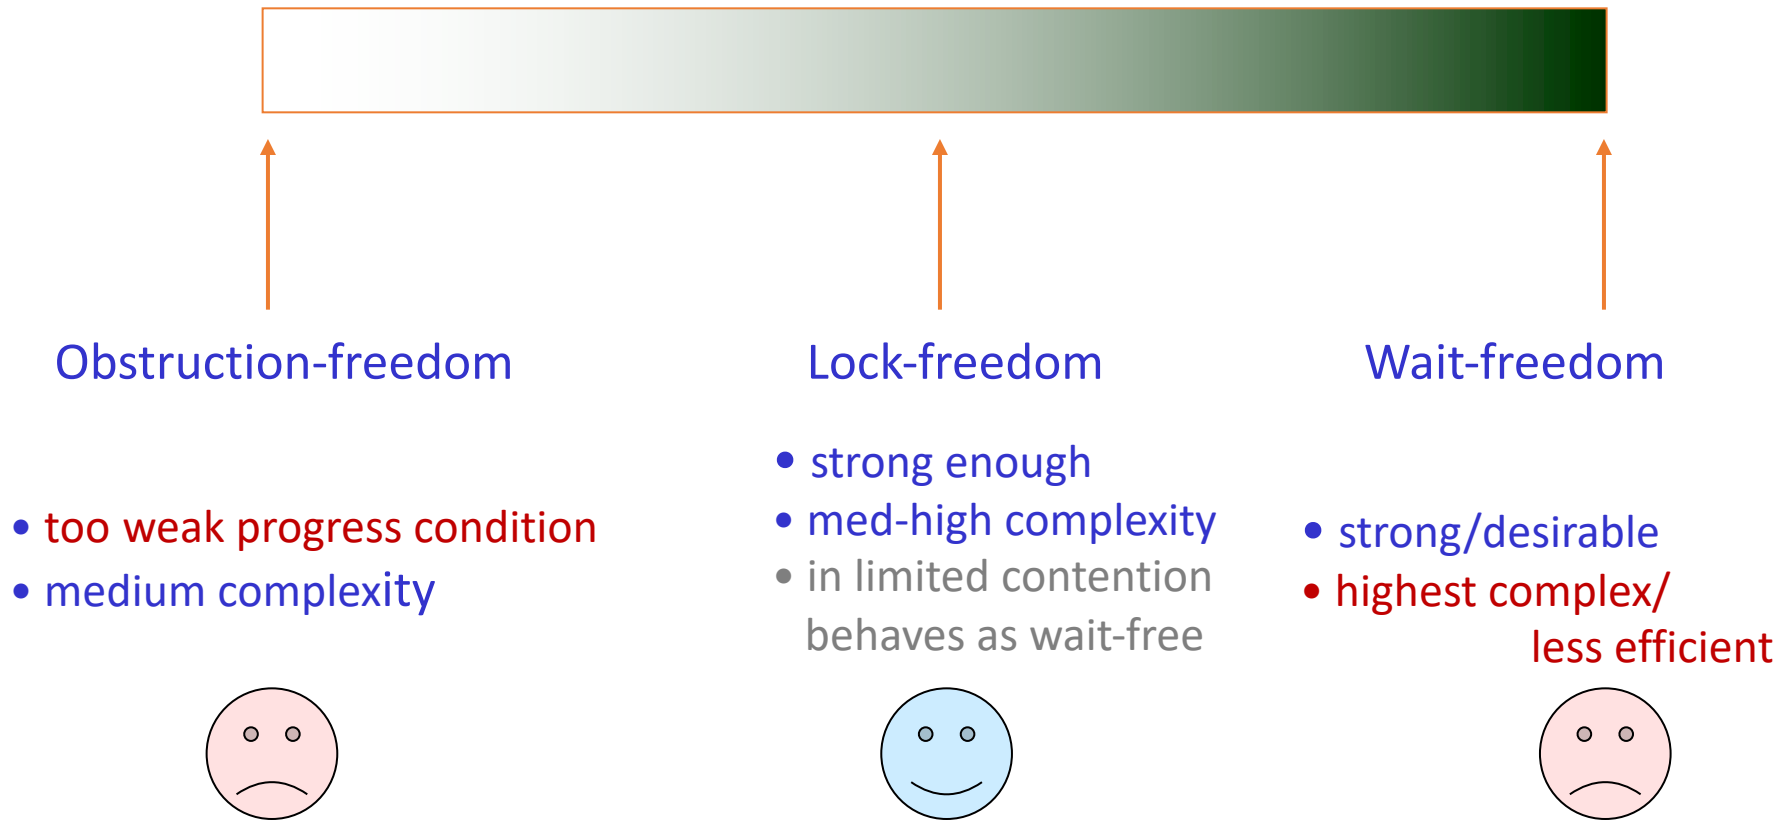 Obstruction-freedom
• too weak progress condition
• medium complexity
Lock-freedom
• strong enough
• med-high complexity
• in limited contention
behaves as wait-free
Wait-freedom
• strong/desirable
• highest complex/
less efficient